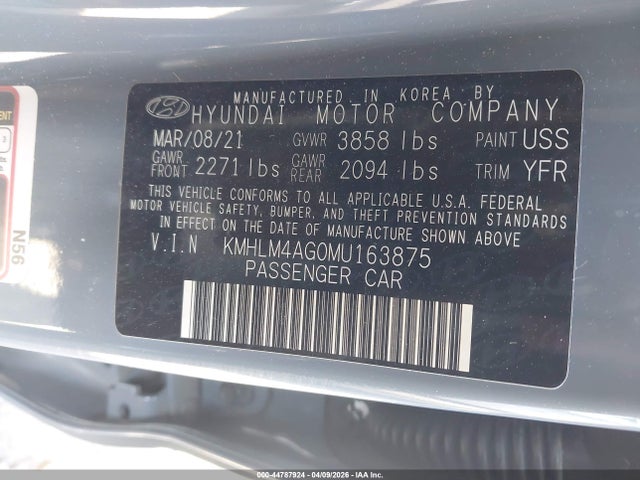 MANUFACTURED IN KOREA BY
HYUNDAI MOTOR COMPANY
MAR/08/21 GVWR 3858 lbs PAINT USS
GAWR FRONT 2271 lbs GAWR REAR 2094 lbs TRIM YFR
THIS VEHICLE CONFORMS TO ALL APPLICABLE U.S.A. FEDERAL
MOTOR VEHICLE SAFETY, BUMPER, AND THEFT PREVENTION STANDARDS
IN EFFECT ON THE DATE OF MANUFACTURE SHOWN ABOVE.
V.I.N KMHLM4AG0MU163875
PASSENGER CAR
N56
000-44787924 | 04/09/2026 | IAA Inc.